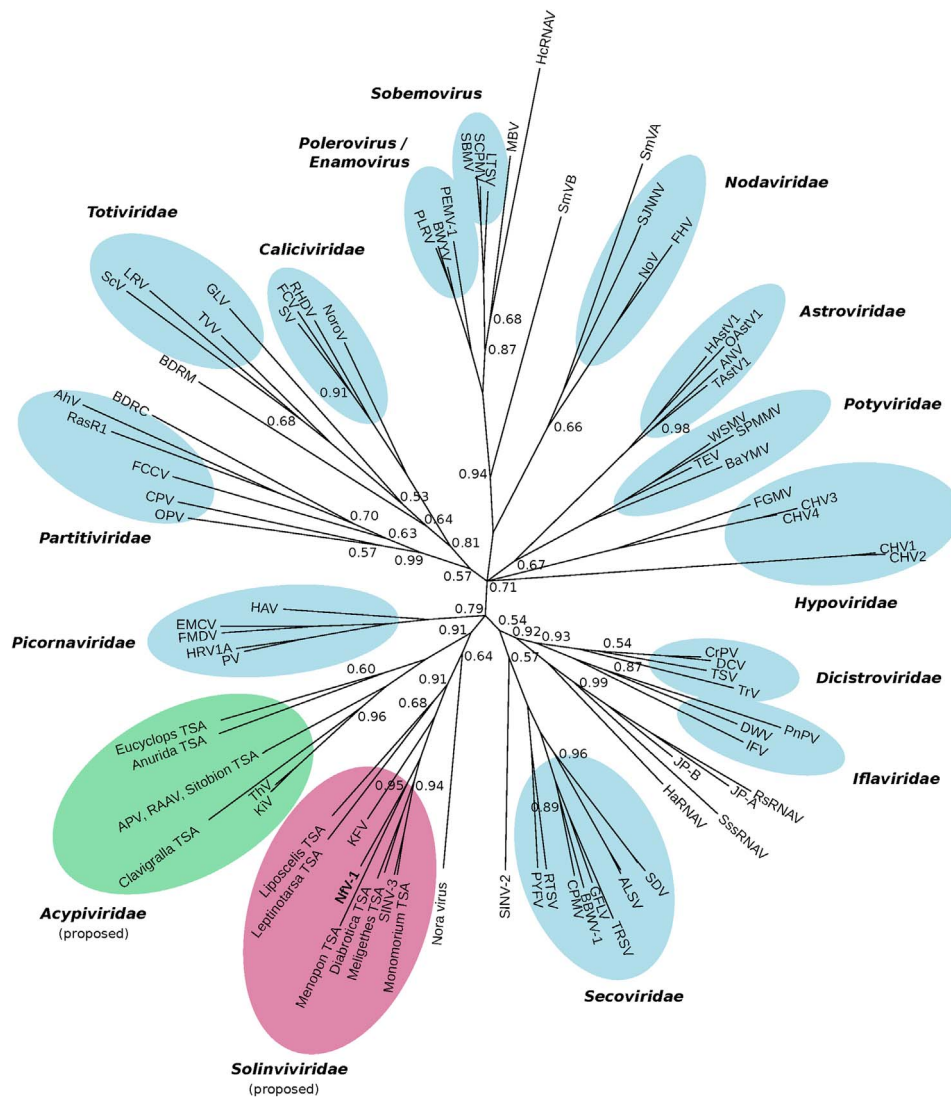 HcRNAV
Sobemovirus
MBV
SmVA
LTSV
SCPMV
SBMV
Polerovirus /
Enamovirus
Nodaviridae
PEMV-1
BWYV
PLRV
SmVB
SJNNV
FHV
NoV
Totiviridae
Caliciviridae
LRV
ScV
GLV
TVV
RHDV
FCV
SV
NoroV
0.68
0.87
Astroviridae
HAstV1
OAstV1
ANV
TAstV1
BDRM
0.91
Potyviridae
AhV
BDRC
RasR1
0.68
0.66
0.98
WSMV
SPMMV
TEV
BaYMV
FCCV
CPV
OPV
0.94
0.53
0.64
0.70
0.63
0.81
FGMV
CHV3
CHV4
Partitiviridae
0.57
0.99
0.57
0.67
0.71
CHV1
CHV2
Hypoviridae
HAV
0.79
EMCV
FMDV
HRV1A
PV
Picornaviridae
0.91
0.54
0.92
0.93
0.54
CrPV
DCV
TSV
TrV
Dicistroviridae
0.64
0.57
0.87
0.60
0.91
0.99
0.68
0.96
Eucyclops TSA
Anurida TSA
PnPV
DWV
IFV
Iflaviridae
APV, RAAV, Sitobion TSA
ThV
KiV
Clavigralla TSA
0.96
JP-B
JP-A
RsRNAV
HaRNAV
SssRNAV
0.95
0.94
0.89
Acypiviridae
(proposed)
Liposcelis TSA
Leptinotarsa TSA
KFV
NfV-1
Menopon TSA
Diabrotica TSA
Meligethes TSA
SINV-3
Monomorium TSA
Nora virus
SINV-2
PYFV
RTSV
CPMV
BBWV-1
GFLV
TRSV
ALSV
SDV
Secoviridae
Solinviviridae
(proposed)